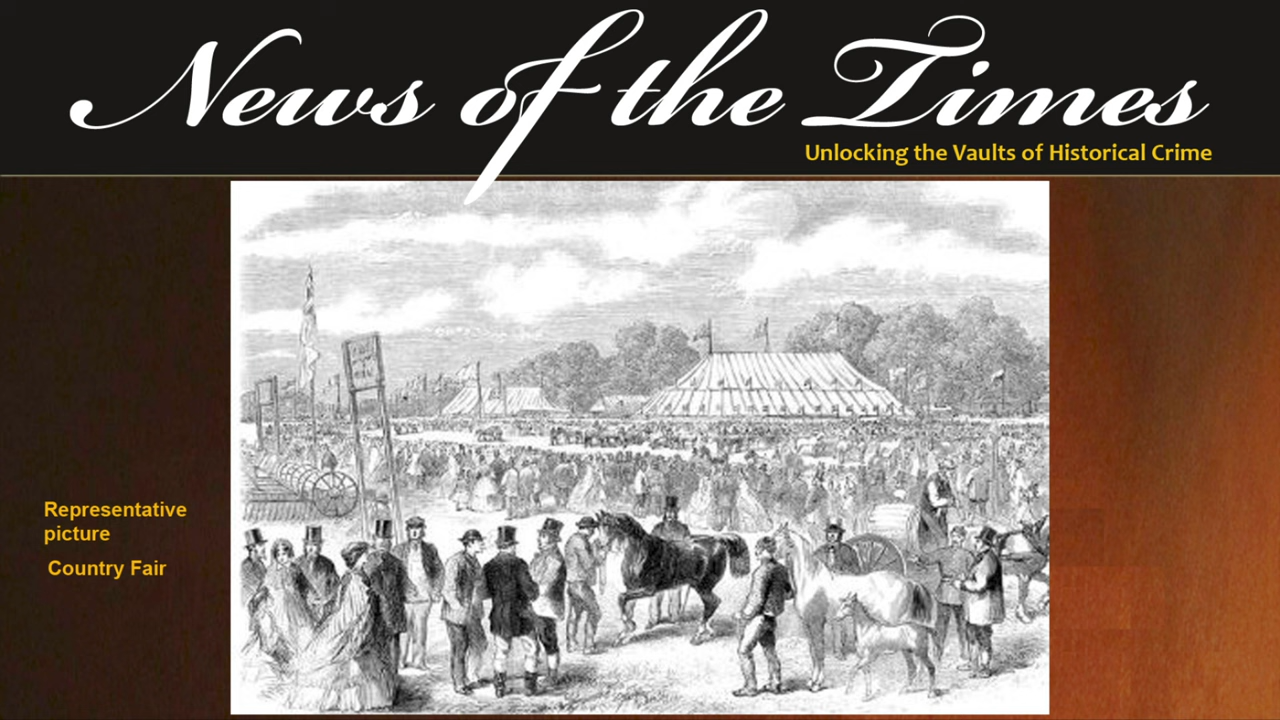 News of the Times
Unlocking the Vaults of Historical Crime
Representative
picture
Country Fair